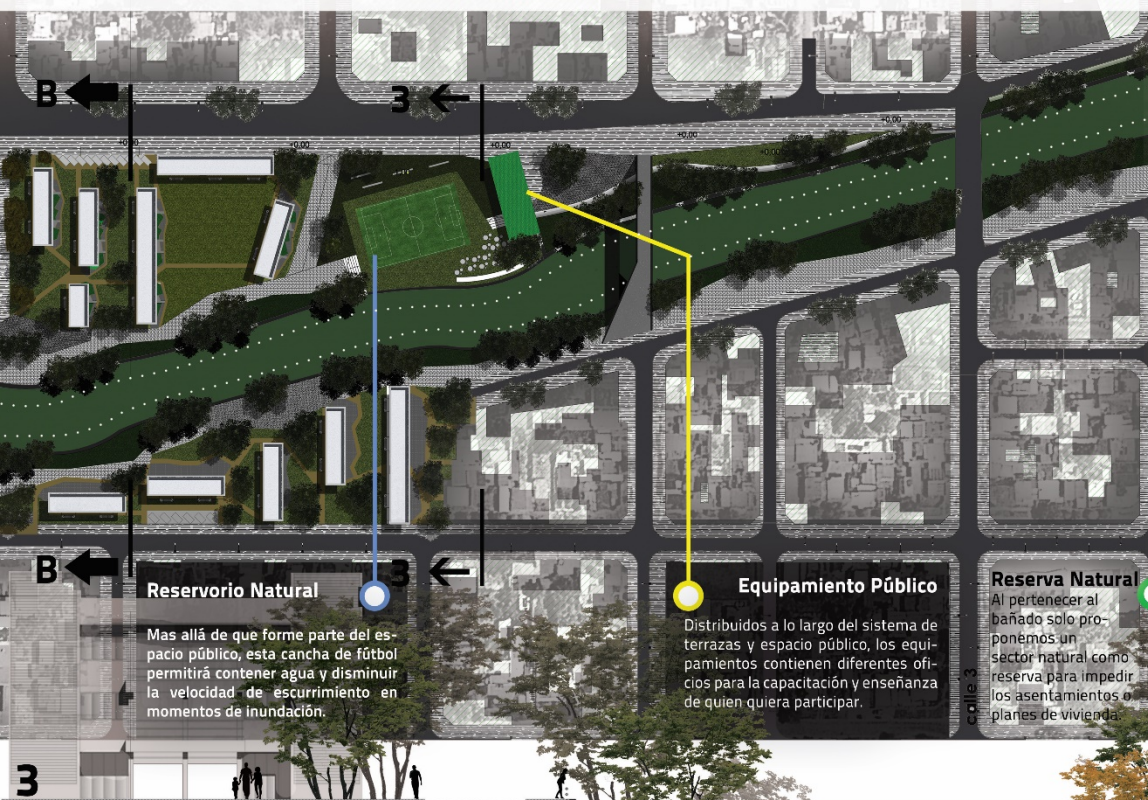 B
3
+0.00
+0.00
+0.00
+0.00
+0.00
+0.00
B
3
Reservorio Natural
Mas allá de que forme parte del es-
pacio público, esta cancha de fútbol
permitirá contener agua y disminuir
la velocidad de escurrimiento en
momentos de inundación.
Equipamiento Público
Distribuidos a lo largo del sistema de
terrazas y espacio público, los equi-
pamientos contienen diferentes ofi-
cios para la capacitación y enseñanza
de quien quiera participar.
calle 3
Reserva Natural
Al pertenecer al
bañado solo pro-
ponemos un
sector natural como
reserva para impedir
los asentamientos o
planes de vivienda.
3